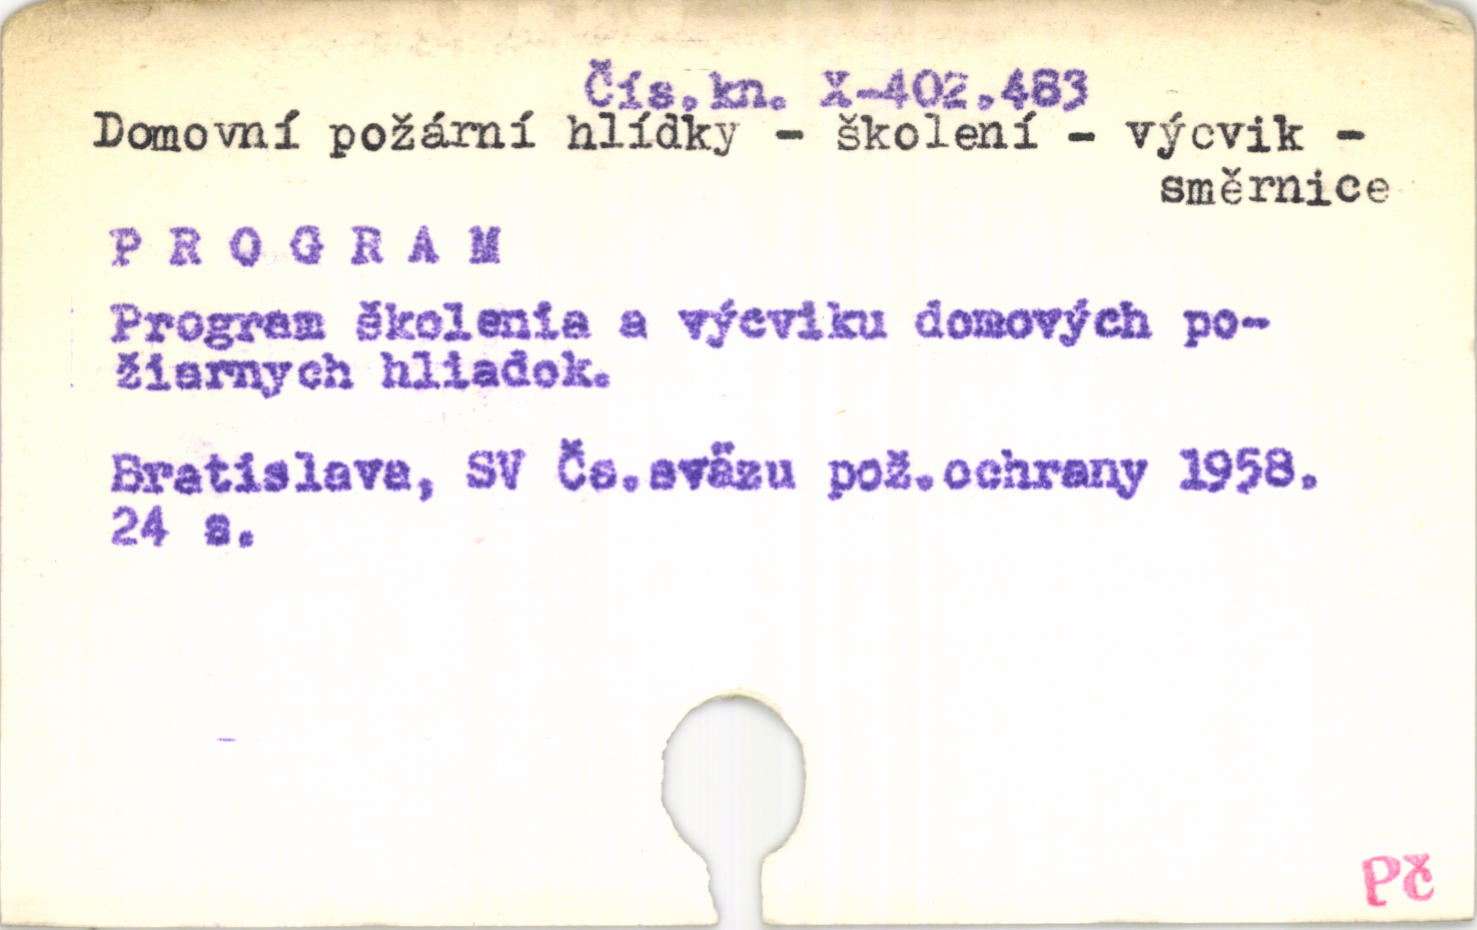 Čís.kn. X-402.483
Domovní požární hlídky - školení - výcvik -
směrnice
P R O G R A M
Program školenia a výcviku domových po-
žiarnych hliadok.
Bratislava, SV Čs.sväzu pož.ochrany 1958.
24 s.
Pč